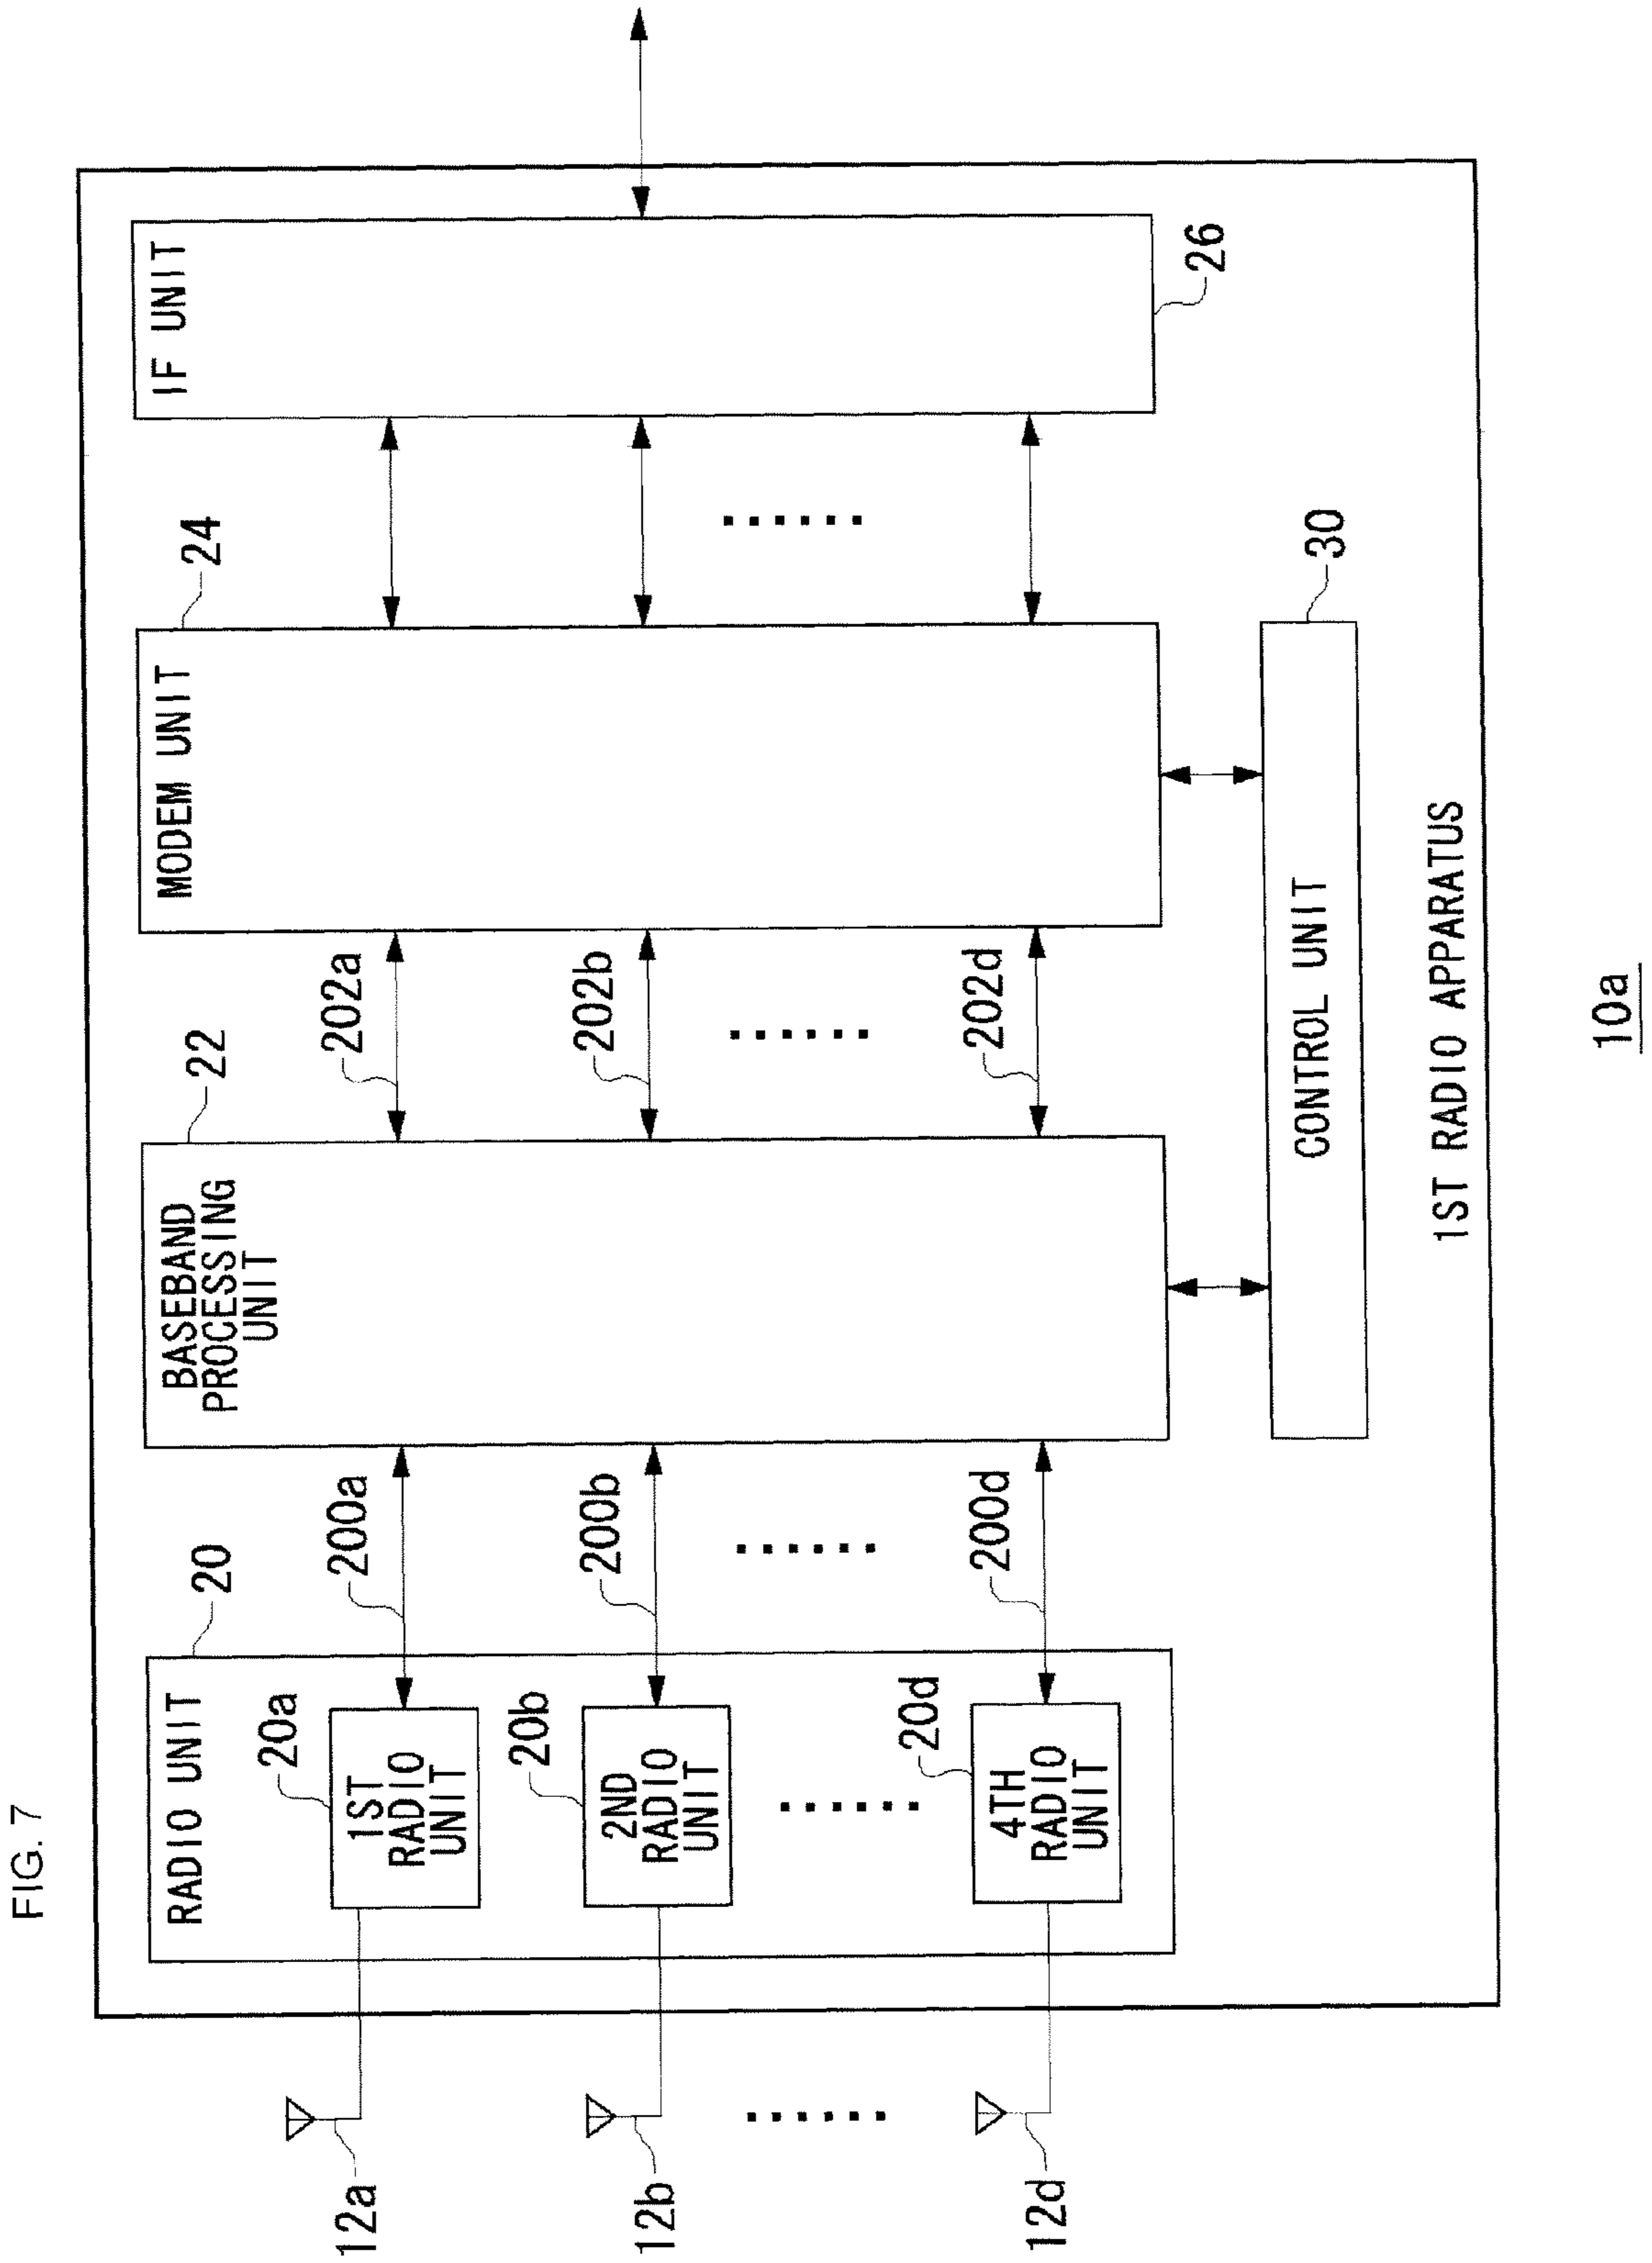 FIG. 7
12a
12b
12d
RADIO UNIT
20
20a
1ST
RADIO
UNIT
20b
2ND
RADIO
UNIT
20d
4TH
RADIO
UNIT
200a
200b
200d
BASEBAND
PROCESSING
UNIT
22
202a
202b
202d
MODEM UNIT
24
IF UNIT
26
CONTROL UNIT
30
1ST RADIO APPARATUS
10a